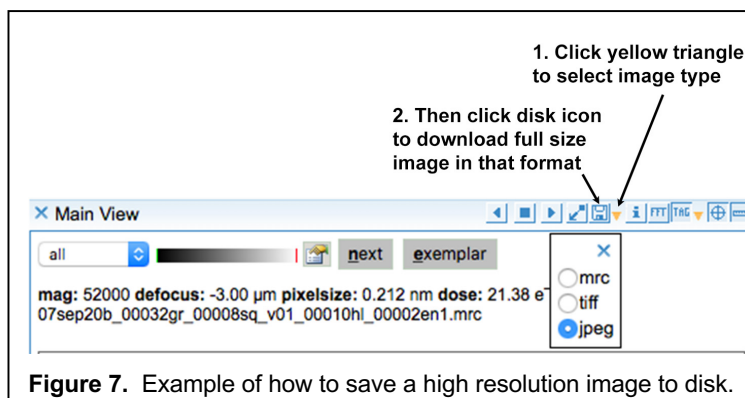 1. Click yellow triangle
to select image type
2. Then click disk icon
to download full size
image in that format
Main View
i FFT TAG
all
next exemplar
mag: 52000 defocus: -3.00 µm pixelsize: 0.212 nm dose: 21.38 e⁻
07sep20b_00032gr_00008sq_v01_00010hl_00002en1.mrc
mrc
tiff
jpeg
Figure 7. Example of how to save a high resolution image to disk.